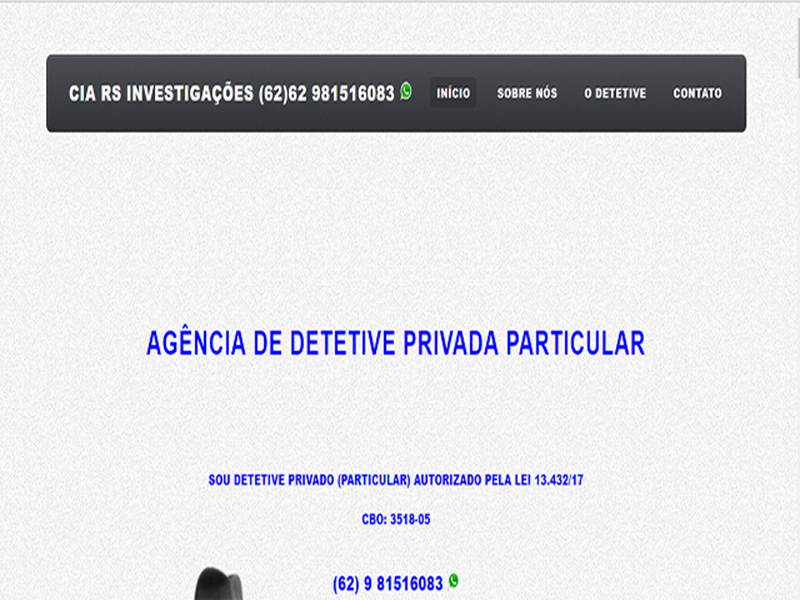 CIA RS INVESTIGAÇÕES (62)62 981516083
INÍCIO
SOBRE NÓS
O DETETIVE
CONTATO
AGÊNCIA DE DETETIVE PRIVADA PARTICULAR
SOU DETETIVE PRIVADO (PARTICULAR) AUTORIZADO PELA LEI 13.432/17
CBO: 3518-05
(62) 9 81516083